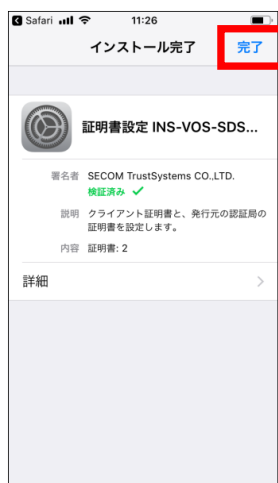 Safari 11:26
インストール完了 完了
証明書設定 INS-VOS-SDS...
署名者 SECOM TrustSystems CO.,LTD.
検証済み ✓
説明 クライアント証明書と、発行元の認証局の
証明書を設定します。
内容 証明書: 2
詳細